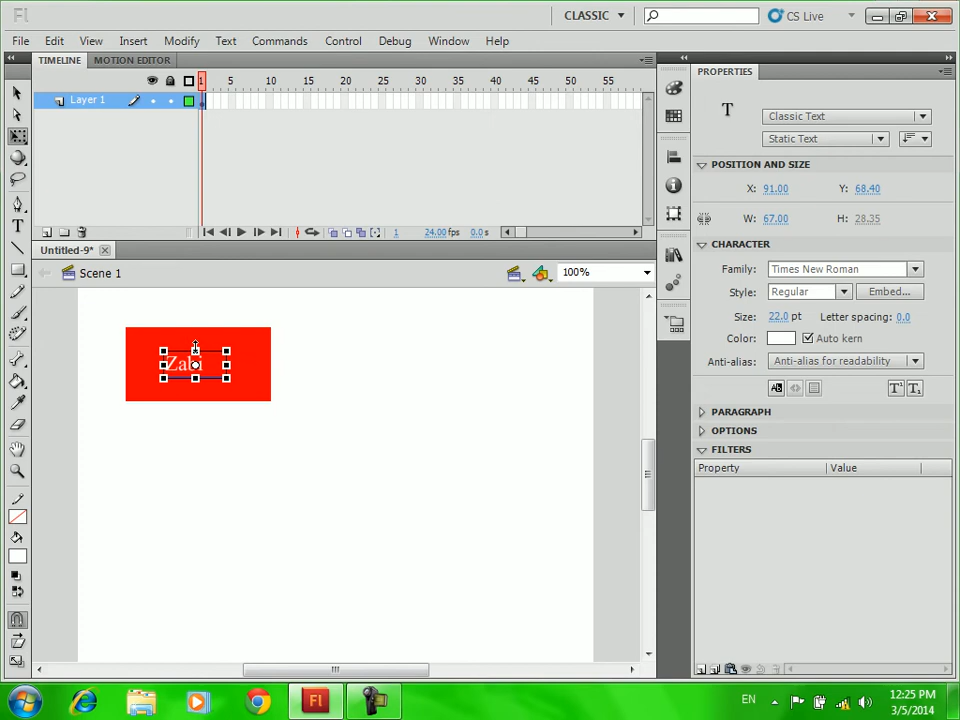 Fl
CLASSIC
CS Live
File Edit View Insert Modify Text Commands Control Debug Window Help
TIMELINE MOTION EDITOR
PROPERTIES
1 5 10 15 20 25 30 35 40 45 50 55
Layer 1
T
Classic Text
Static Text
POSITION AND SIZE
X: 91.00 Y: 68.40
W: 67.00 H: 28.35
1 24.00 fps 0.0 s
CHARACTER
Untitled-9*
Scene 1
100%
Family: Times New Roman
Style: Regular Embed...
Size: 22.0 pt Letter spacing: 0.0
Color: Auto kern
Anti-alias: Anti-alias for readability
Zaki
PARAGRAPH
OPTIONS
FILTERS
Property Value
Fl
EN
12:25 PM
3/5/2014